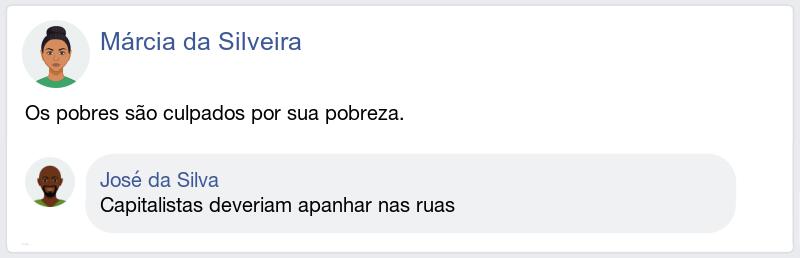 Márcia da Silveira
Os pobres são culpados por sua pobreza.
José da Silva
Capitalistas deveriam apanhar nas ruas